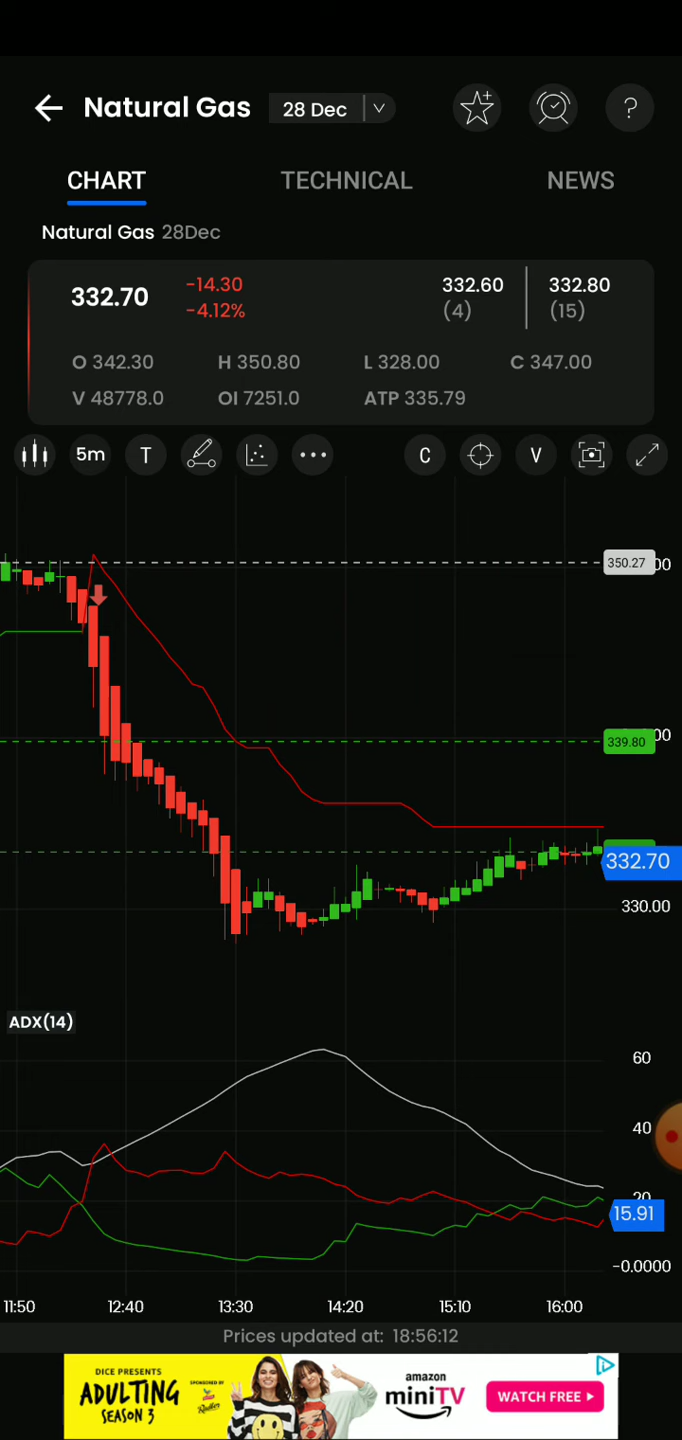 Natural Gas 28 Dec ?
CHART TECHNICAL NEWS
Natural Gas 28Dec
332.70 -14.30 332.60 332.80
-4.12% (4) (15)
O 342.30 H 350.80 L 328.00 C 347.00
V 48778.0 OI 7251.0 ATP 335.79
5m T C V
350.27
339.80
332.70
330.00
ADX(14)
60
40
20
15.91
-0.0000
11:50 12:40 13:30 14:20 15:10 16:00
Prices updated at: 18:56:12
DICE PRESENTS
ADULTING
SEASON 3
SPONSORED BY
amazon
miniTV
WATCH FREE